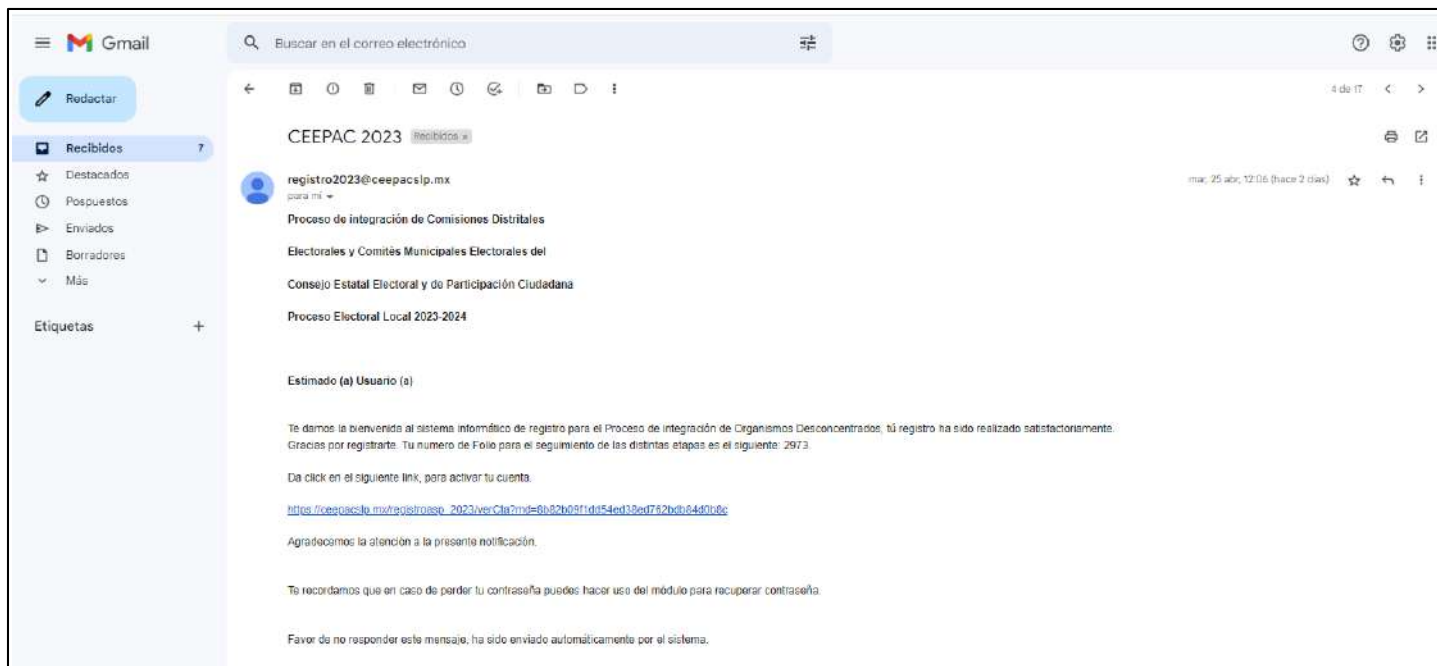 Gmail
Buscar en el correo electrónico
Redactar
4 de 17
CEEPAC 2023 Recibidos x
Recibidos 7
Destacados
Pospuestos
Enviados
Borradores
Más
Etiquetas +
registro2023@ceepacslp.mx
mar, 25 abr, 12:06 (hace 2 días)
para mí
Proceso de integración de Comisiones Distritales
Electorales y Comités Municipales Electorales del
Consejo Estatal Electoral y de Participación Ciudadana
Proceso Electoral Local 2023-2024
Estimado (a) Usuario (a)
Te damos la bienvenida al sistema informático de registro para el Proceso de integración de Organismos Desconcentrados, tú registro ha sido realizado satisfactoriamente.
Gracias por registrarte. Tu numero de Folio para el seguimiento de las distintas etapas es el siguiente: 2973.
Da click en el siguiente link, para activar tu cuenta.
https://ceepacslp.mx/registroasp_2023/verCta?md=8b82b09f1dd54ed38ed762bdb84d0b8c
Agradecemos la atención a la presente notificación.
Te recordamos que en caso de perder tu contraseña puedes hacer uso del módulo para recuperar contraseña.
Favor de no responder este mensaje, ha sido enviado automáticamente por el sistema.